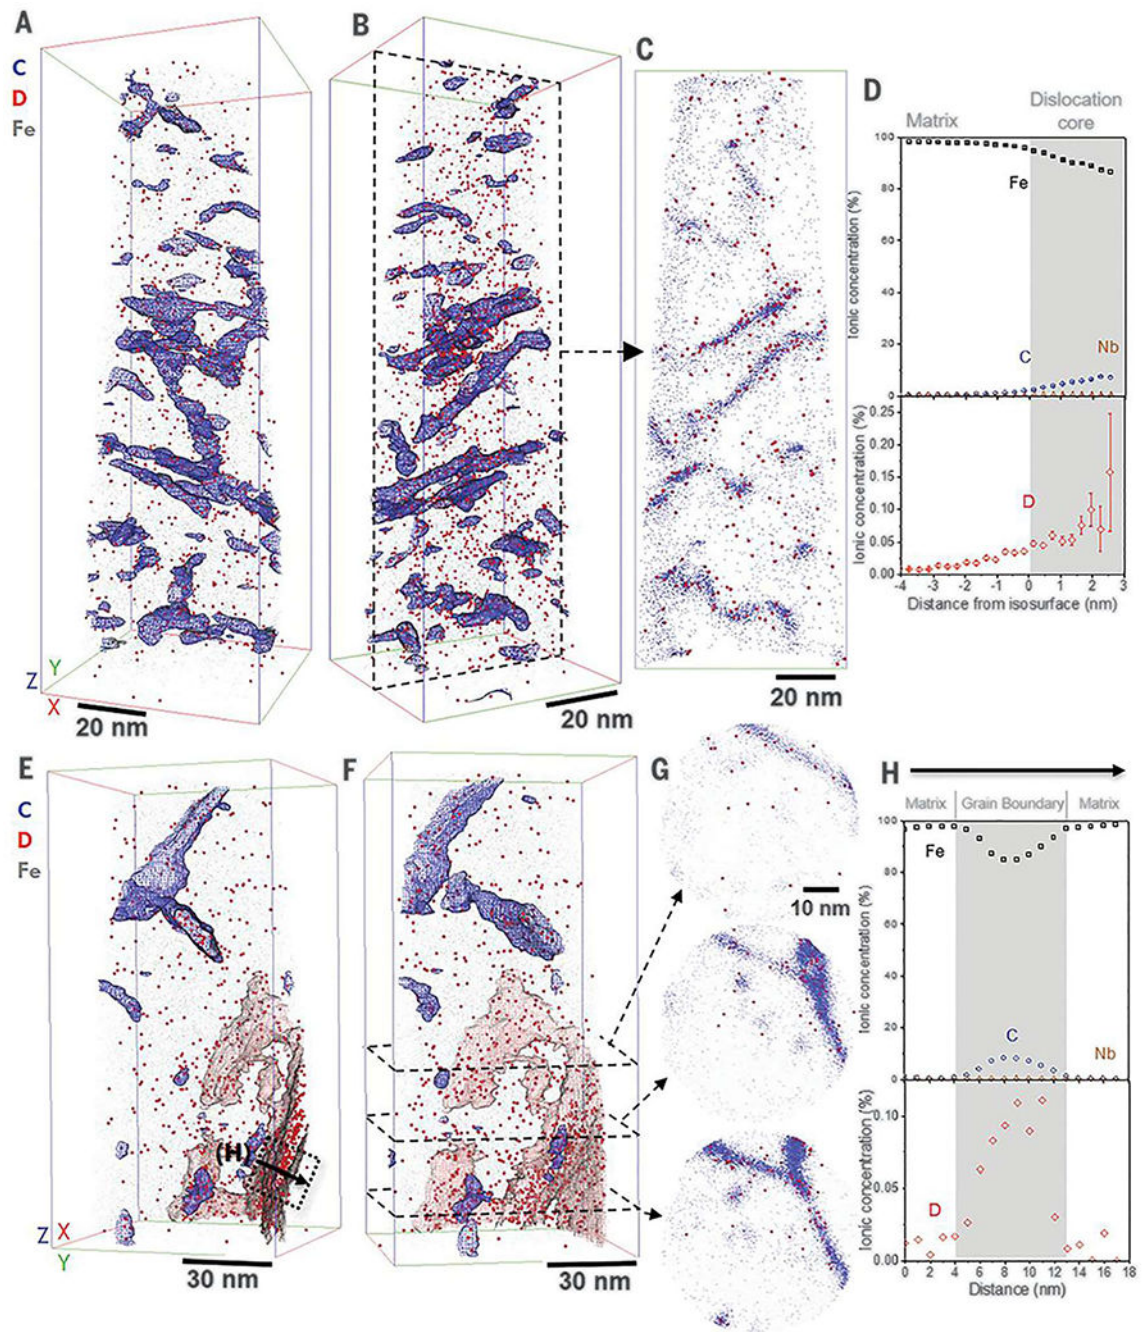 A
B
C
D
C
D
Fe
Matrix
Dislocation
core
Ionic concentration (%)
100
80
60
40
20
0
Fe
C
Nb
Ionic concentration (%)
0.25
0.20
0.15
0.10
0.05
0.00
D
-4 -3 -2 -1 0 1 2 3
Distance from isosurface (nm)
Y
Z
X
20 nm
20 nm
20 nm
E
F
G
H
C
D
Fe
(H)
Z
X
Y
30 nm
30 nm
10 nm
Matrix
Grain Boundary
Matrix
Ionic concentration (%)
100
80
60
40
20
0
Fe
C
Nb
Ionic concentration (%)
0.10
0.05
0.00
D
0 2 4 6 8 10 12 14 16 18
Distance (nm)